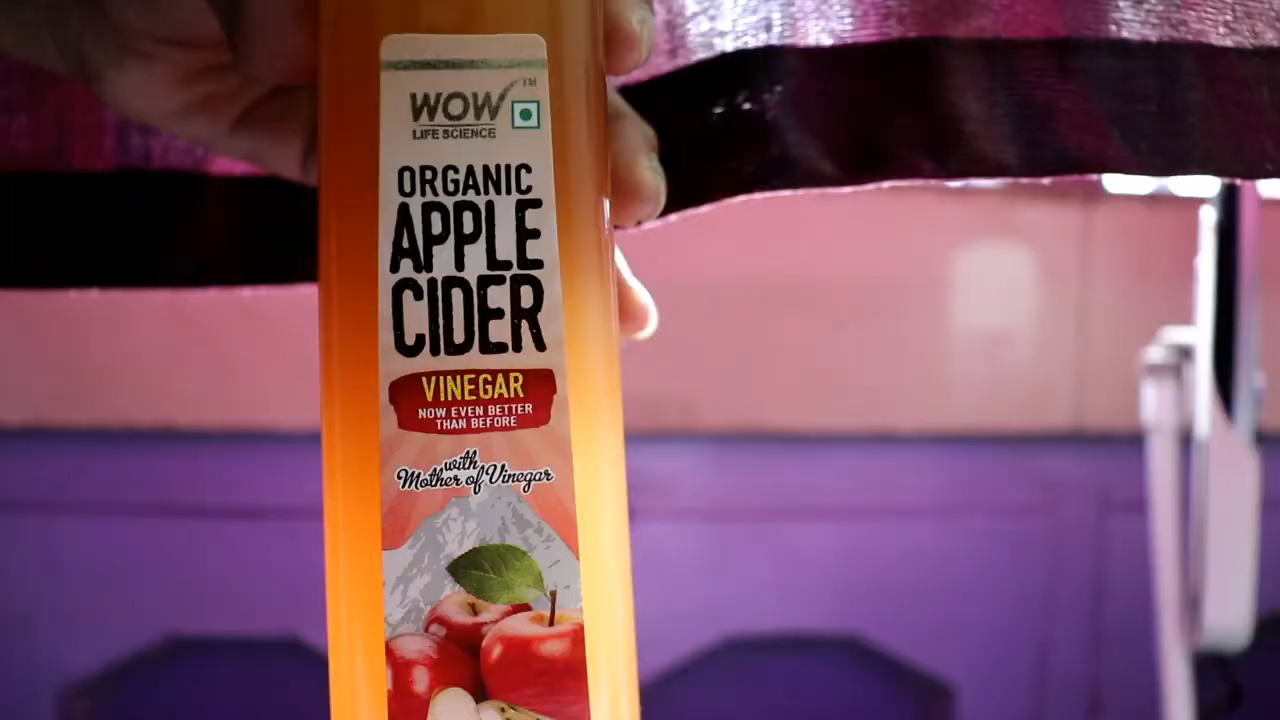 WOW™
LIFE SCIENCE
ORGANIC
APPLE
CIDER
VINEGAR
NOW EVEN BETTER
THAN BEFORE
with
Mother of Vinegar